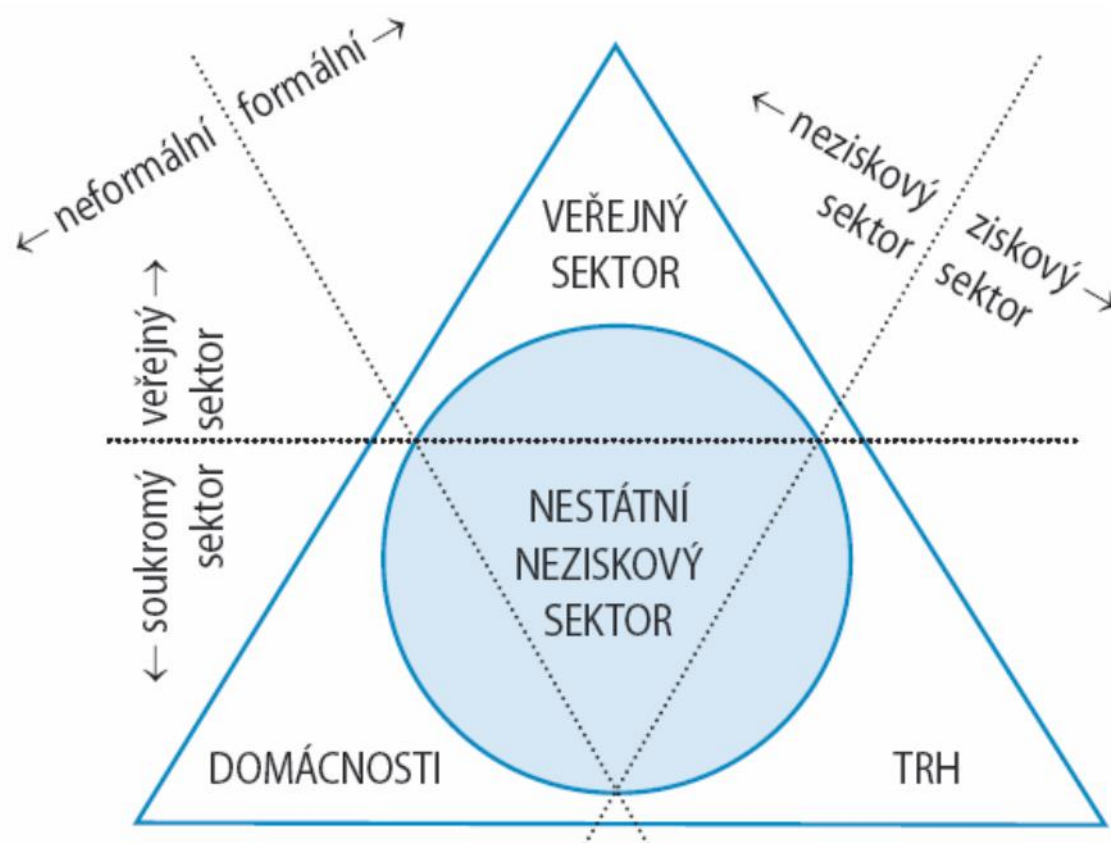 ← neformální formální →
← neziskový
sektor
ziskový →
sektor
VEŘEJNÝ
SEKTOR
veřejný →
sektor
← soukromý
sektor
NESTÁTNÍ
NEZISKOVÝ
SEKTOR
DOMÁCNOSTI
TRH